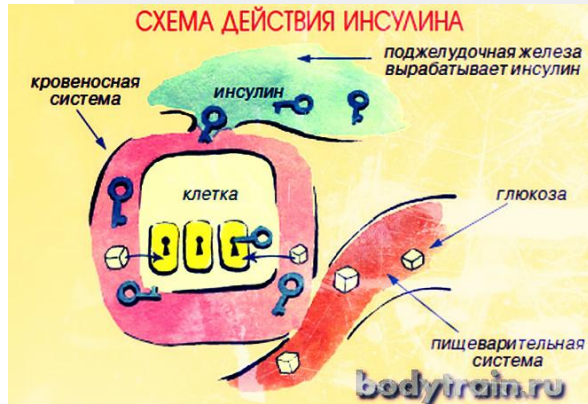 СХЕМА ДЕЙСТВИЯ ИНСУЛИНА
поджелудочная железа
вырабатывает инсулин
кровеносная
система
инсулин
клетка
глюкоза
пищеварительная
система
bodytrain.ru